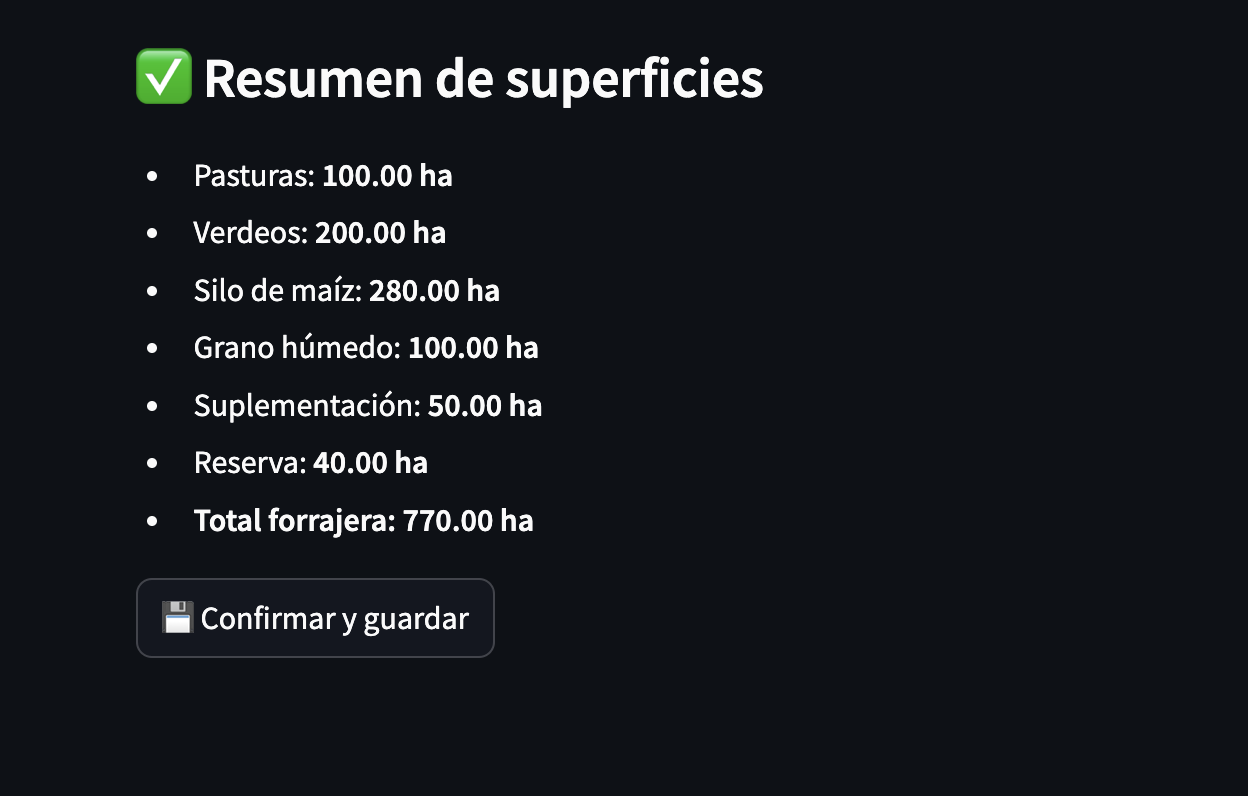 ✅ Resumen de superficies
• Pasturas: 100.00 ha
• Verdeos: 200.00 ha
• Silo de maíz: 280.00 ha
• Grano húmedo: 100.00 ha
• Suplementación: 50.00 ha
• Reserva: 40.00 ha
• Total forrajera: 770.00 ha
💾 Confirmar y guardar